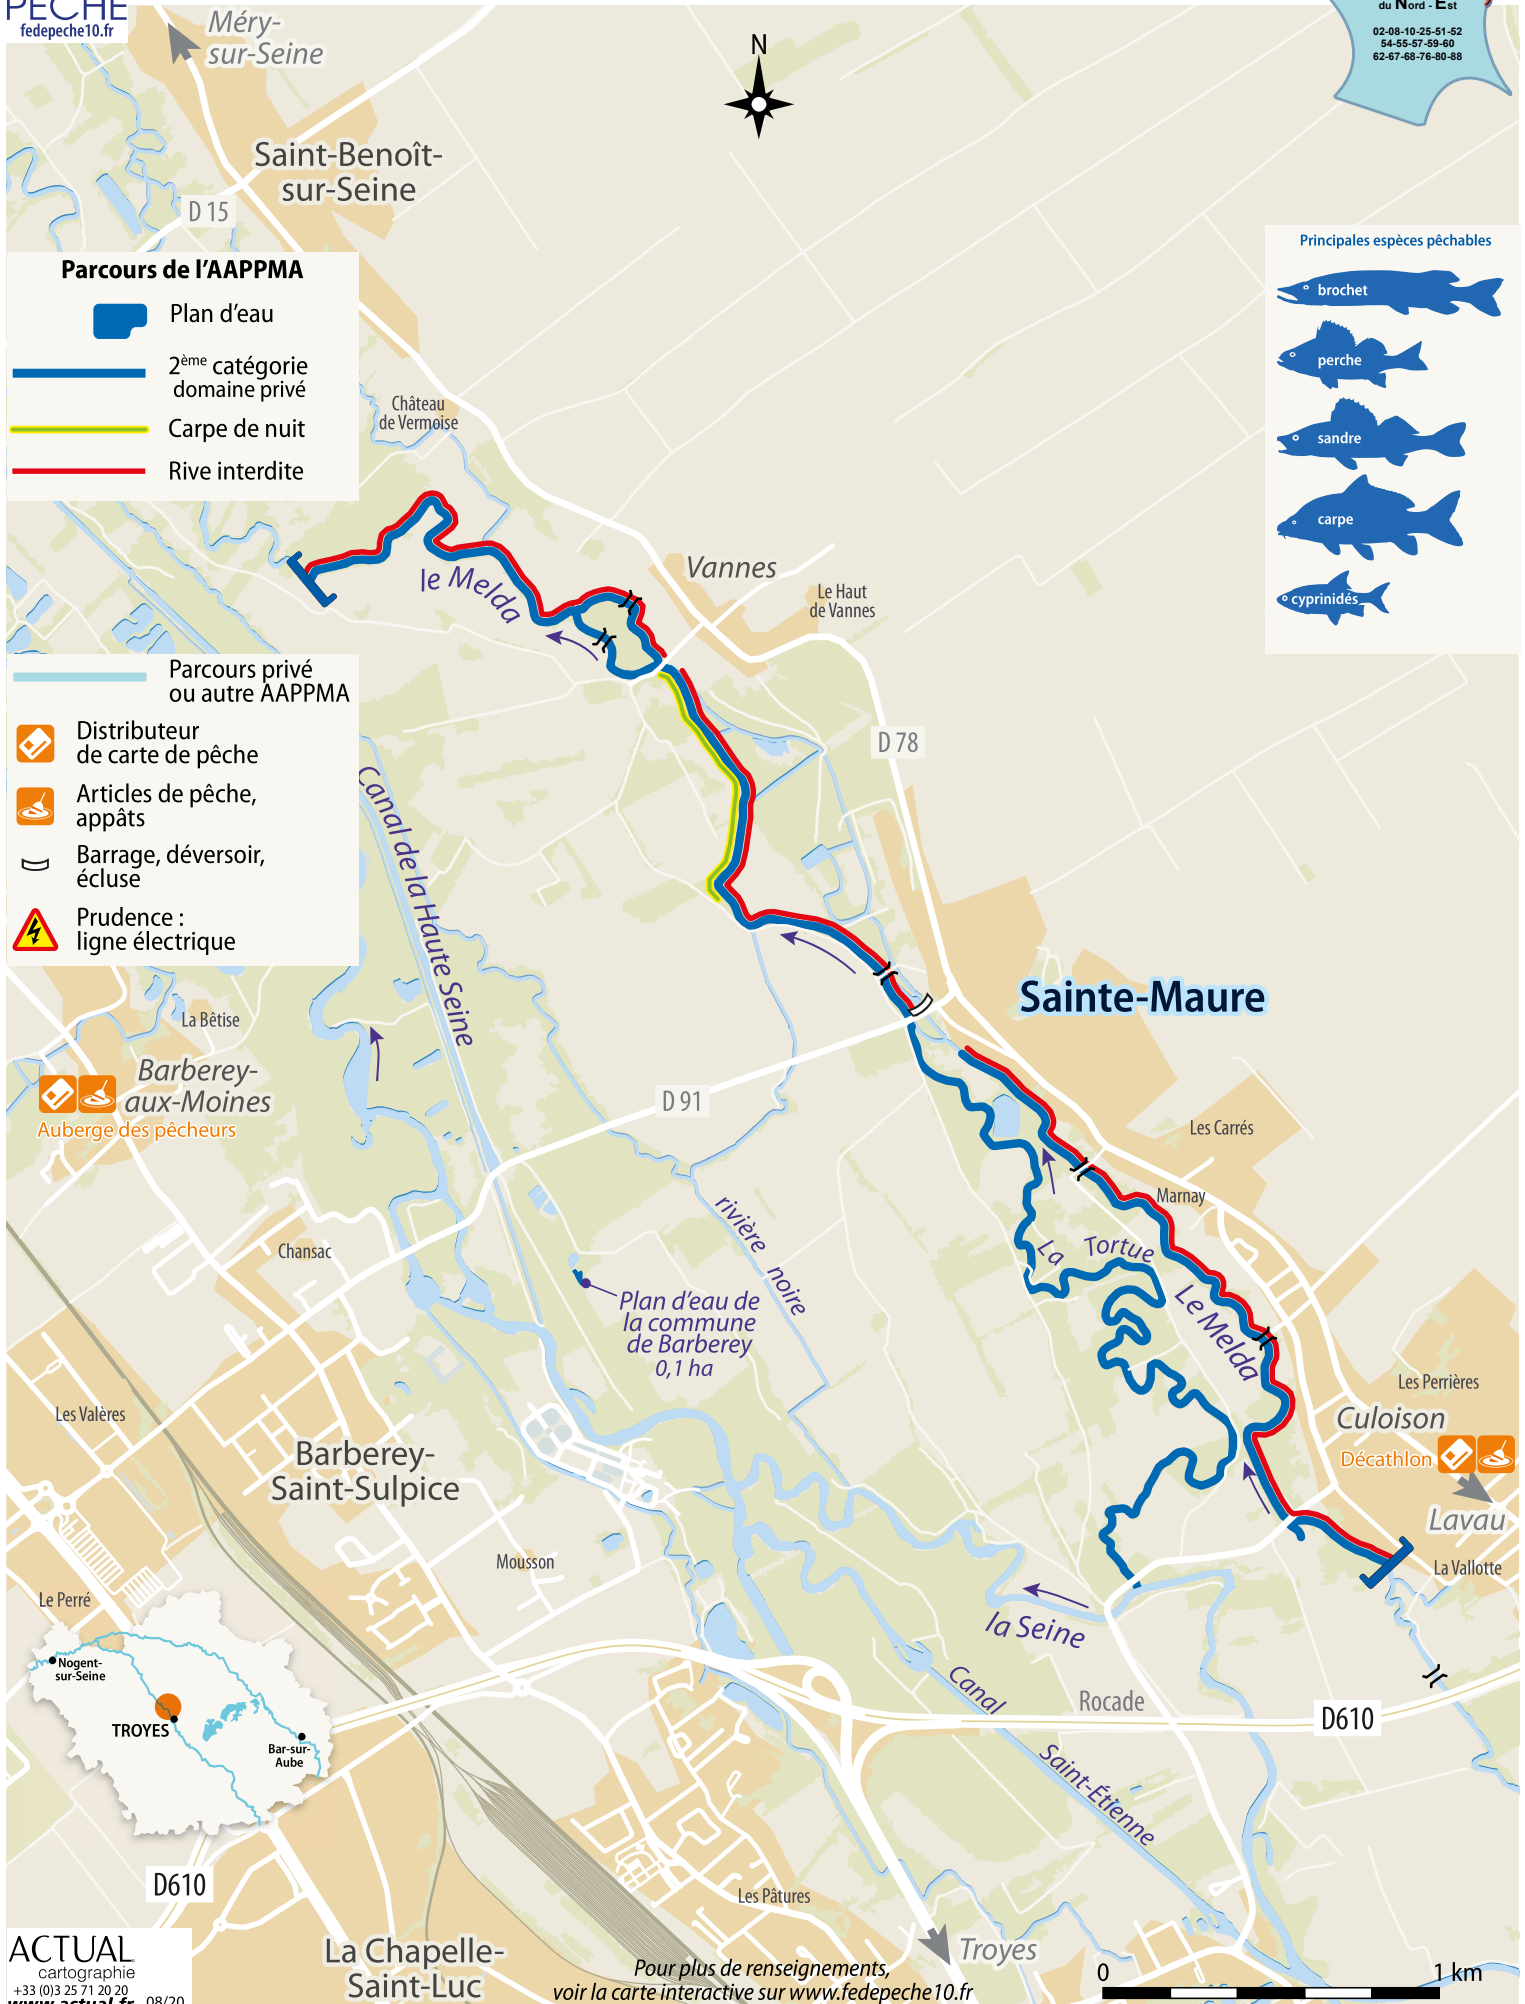 PECHE
fedepeche10.fr
Méry-
sur-Seine
N
du Nord - Est
02-08-10-25-51-52
54-55-57-59-60
62-67-68-76-80-88
Saint-Benoît-
sur-Seine
D 15
Parcours de l'AAPPMA
Plan d'eau
2ème catégorie
domaine privé
Carpe de nuit
Rive interdite
Principales espèces pêchables
brochet
perche
sandre
carpe
cyprinidés
Château
de Vermoise
le Melda
Vannes
Le Haut
de Vannes
Parcours privé
ou autre AAPPMA
Distributeur
de carte de pêche
Articles de pêche,
appâts
Barrage, déversoir,
écluse
Prudence :
ligne électrique
D 78
Canal de la Haute Seine
Sainte-Maure
La Bêtise
Barberey-
aux-Moines
Auberge des pêcheurs
D 91
Les Carrés
Marnay
Chansac
rivière noire
La Tortue
Le Melda
Plan d'eau de
la commune
de Barberey
0,1 ha
Les Perrières
Culoison
Décathlon
Lavau
La Vallotte
Les Valères
Barberey-
Saint-Sulpice
Mousson
Le Perré
la Seine
Canal
Saint-Étienne
Rocade
D610
Nogent-
sur-Seine
TROYES
Bar-sur-
Aube
D610
Les Pâtures
La Chapelle-
Saint-Luc
Troyes
Pour plus de renseignements,
voir la carte interactive sur www.fedepeche10.fr
0 1 km
ACTUAL
cartographie
+33 (0)3 25 71 20 20
www.actual.fr 08/20